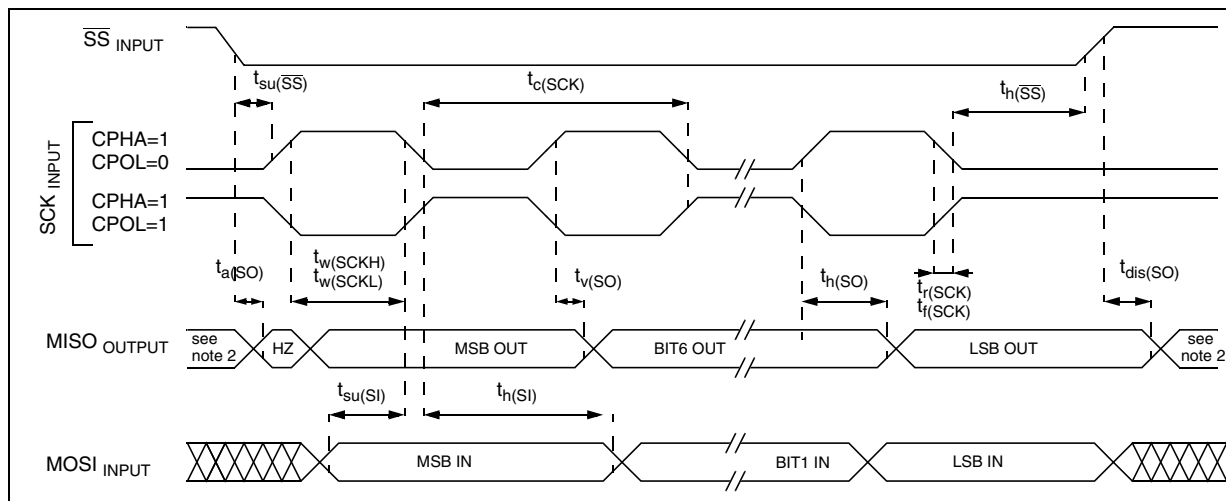 SS INPUT
tsu(SS)
tc(SCK)
th(SS)
SCK INPUT
CPHA=1
CPOL=0
CPHA=1
CPOL=1
ta(SO)
tw(SCKH)
tw(SCKL)
tv(SO)
th(SO)
tr(SCK)
tf(SCK)
tdis(SO)
MISO OUTPUT
see note 2
HZ
MSB OUT
BIT6 OUT
LSB OUT
see note 2
tsu(SI)
th(SI)
MOSI INPUT
MSB IN
BIT1 IN
LSB IN